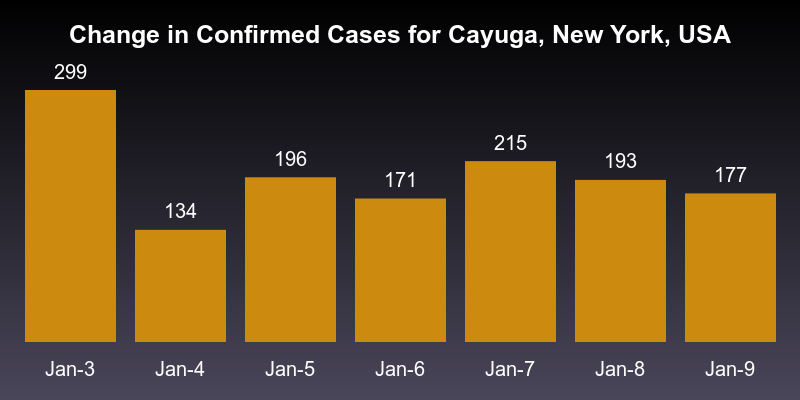 Change in Confirmed Cases for Cayuga, New York, USA
299
134
196
171
215
193
177
Jan-3
Jan-4
Jan-5
Jan-6
Jan-7
Jan-8
Jan-9